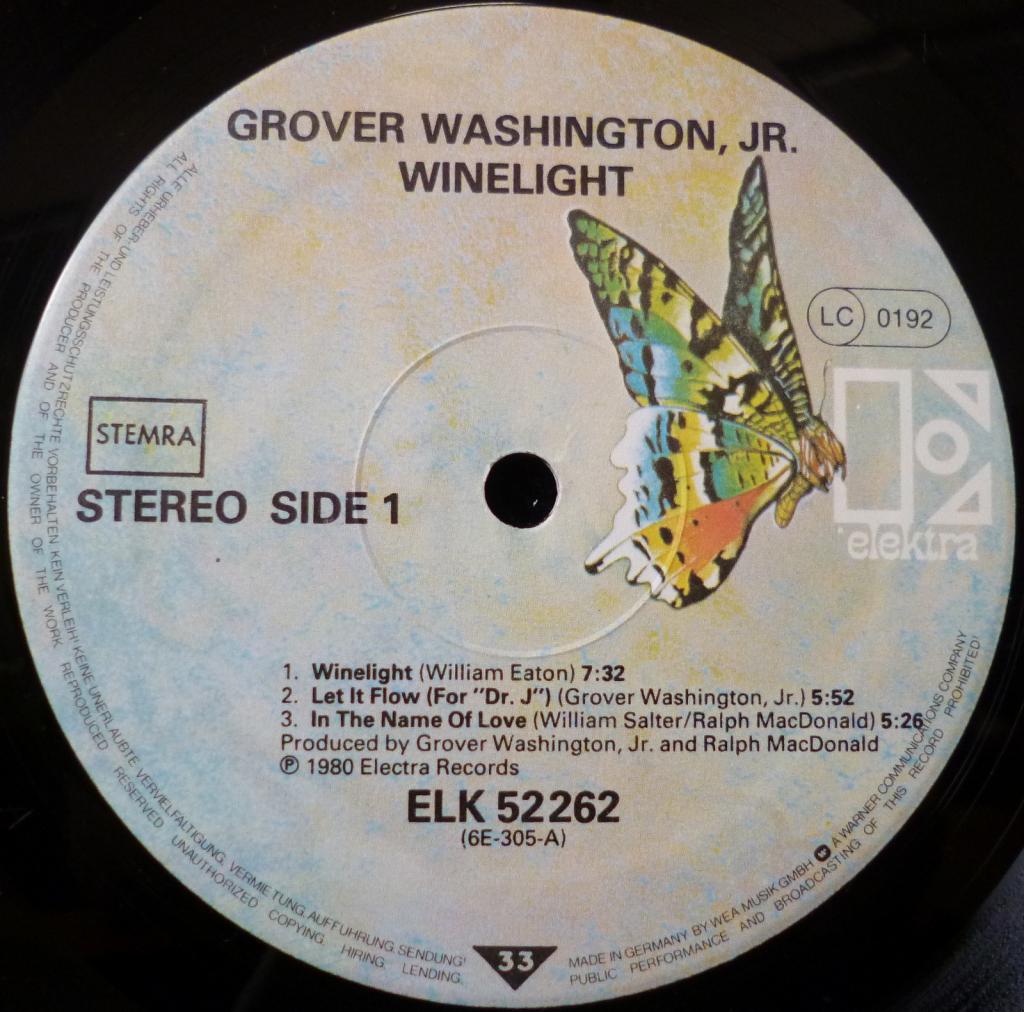 GROVER WASHINGTON, JR.
WINELIGHT
LC 0192
elektra
STEMRA
STEREO SIDE 1
1. Winelight (William Eaton) 7:32
2. Let It Flow (For "Dr. J") (Grover Washington, Jr.) 5:52
3. In The Name Of Love (William Salter/Ralph MacDonald) 5:26
Produced by Grover Washington, Jr. and Ralph MacDonald
℗ 1980 Electra Records
ELK 52262
(6E-305-A)
33
ALLE URHEBER-UND LEISTUNGSSCHUTZRECHTE VORBEHALTEN KEIN VERLEIH! KEINE UNERLAUBTE VERVIELFALTIGUNG, VERMIETUNG, AUFFUHRUNG, SENDUNG!
ALL RIGHTS OF THE PRODUCER AND OF THE OWNER OF THE WORK REPRODUCED RESERVED UNAUTHORIZED COPYING, HIRING, LENDING,
MADE IN GERMANY BY WEA MUSIK GMBH A WARNER COMMUNICATIONS COMPANY
PUBLIC PERFORMANCE AND BROADCASTING OF THIS RECORD PROHIBITED!